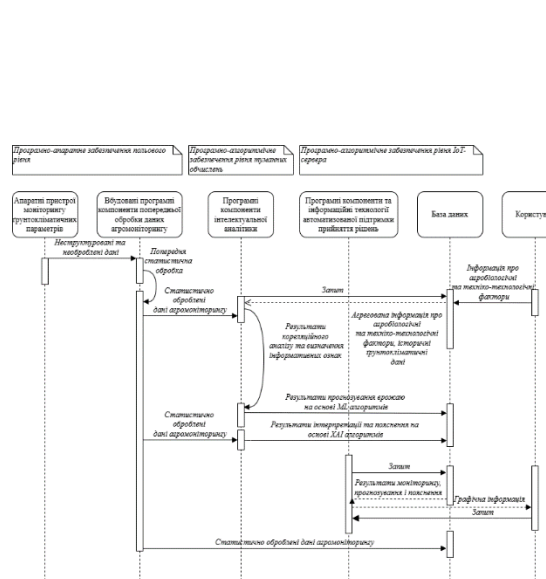 Програмно-апаратне забезпечення польового
рівня
Програмно-алгоритмічне
забезпечення рівня туманних
обчислень
Програмно-алгоритмічне забезпечення рівня IoT-
сервера
Апаратні пристрої
моніторингу
ґрунтокліматичних
параметрів
Вбудовані програмні
компоненти попередньої
обробки даних
агромоніторингу
Програмні
компоненти
інтелектуальної
аналітики
Програмні компоненти та
інформаційні технології
автоматизованої підтримки
прийняття рішень
База даних
Користув
Неструктуровані та
необроблені дані
Попередня
статистична
обробка
Інформація про
агробіологічні
та техніко-технологічні
фактори
Статистично
оброблені
дані агромоніторингу
Запит
Агрегована інформація про
агробіологічні
та техніко-технологічні
фактори, історичні
ґрунтокліматичні
дані
Результати
кореляційного
аналізу та визначення
інформативних ознак
Результати прогнозування врожаю
на основі ML-алгоритмів
Статистично
оброблені
дані агромоніторингу
Результати інтерпретації та пояснення на
основі XAI алгоритмів
Запит
Результати моніторингу,
прогнозування і пояснення
Графічна інформація
Запит
Статистично оброблені дані агромоніторингу